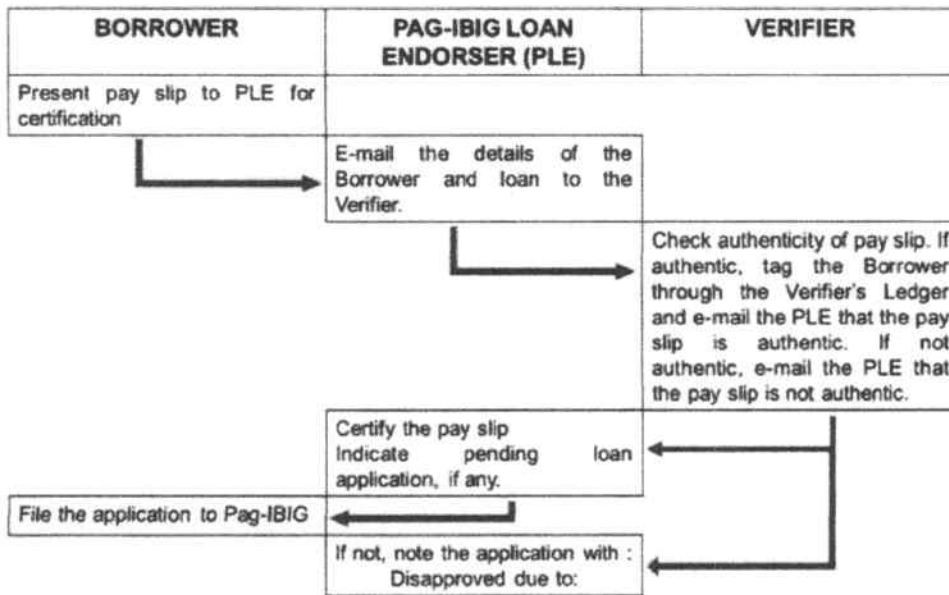 BORROWER
PAG-IBIG LOAN
ENDORSER (PLE)
VERIFIER
Present pay slip to PLE for
certification
E-mail the details of the
Borrower and loan to the
Verifier.
Check authenticity of pay slip. If
authentic, tag the Borrower
through the Verifier's Ledger
and e-mail the PLE that the pay
slip is authentic. If not
authentic, e-mail the PLE that
the pay slip is not authentic.
Certify the pay slip
Indicate pending loan
application, if any.
File the application to Pag-IBIG
If not, note the application with :
Disapproved due to: